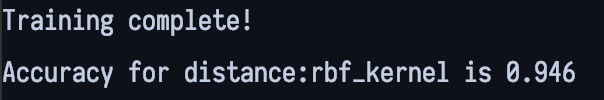 Training complete!
Accuracy for distance:rbf_kernel is 0.946